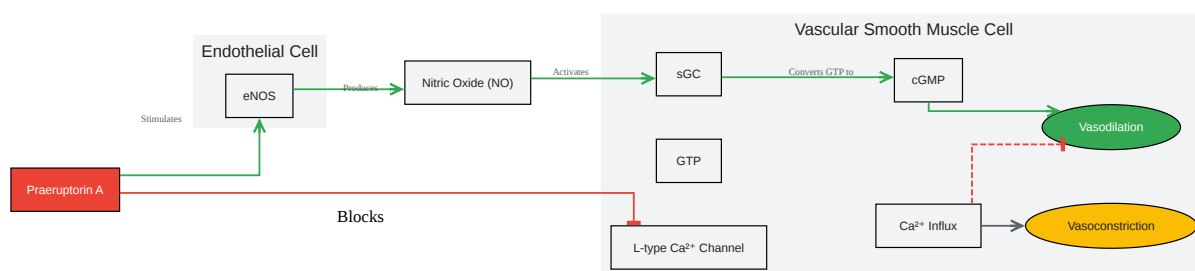 Vascular Smooth Muscle Cell
Endothelial Cell
eNOS
Produces
Nitric Oxide (NO)
Activates
sGC
Converts GTP to
cGMP
Stimulates
Vasodilation
GTP
Praeruptorin A
Blocks
L-type Ca²⁺ Channel
Ca²⁺ Influx
Vasoconstriction